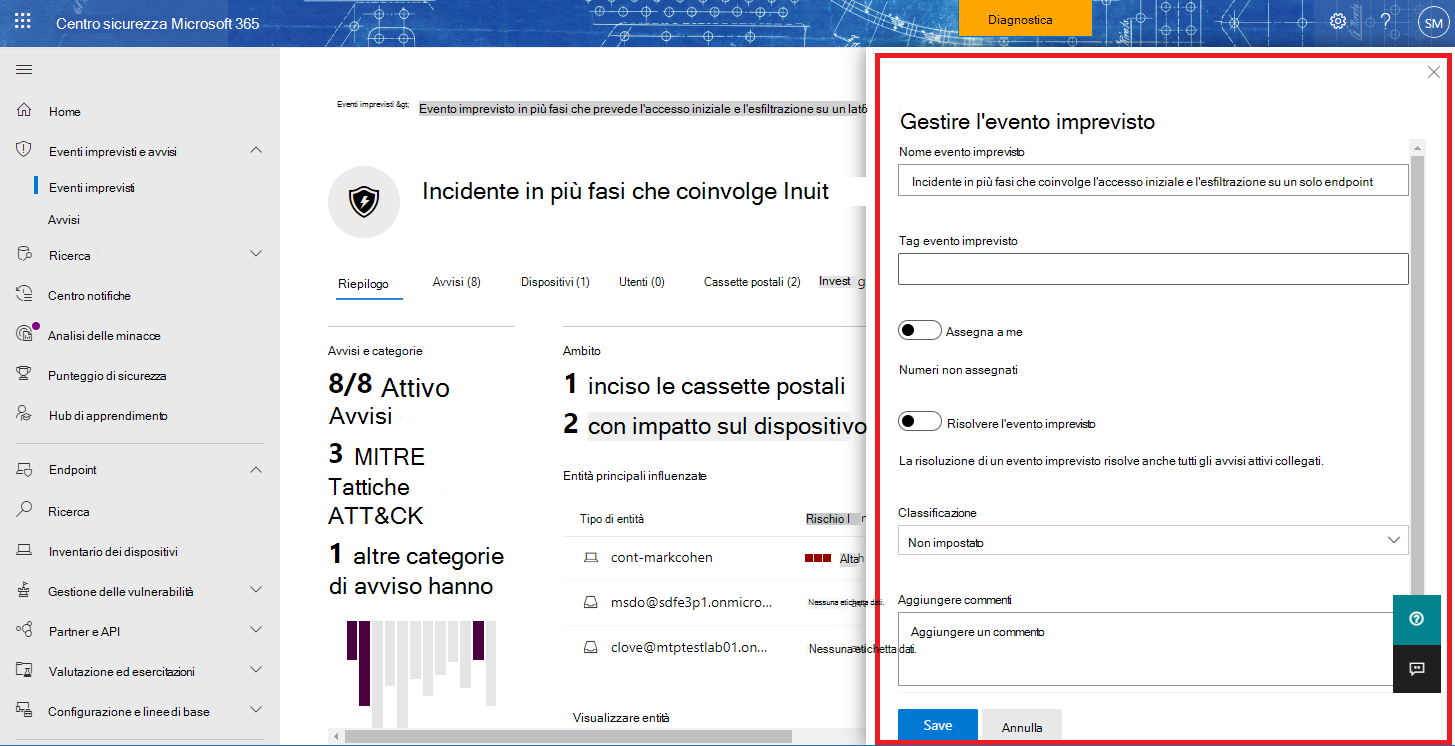 Centro sicurezza Microsoft 365
Diagnostica
?
SM
Home
Eventi imprevisti e avvisi
Eventi imprevisti
Avvisi
Ricerca
Centro notifiche
Analisi delle minacce
Punteggio di sicurezza
Hub di apprendimento
Endpoint
Ricerca
Inventario dei dispositivi
Gestione delle vulnerabilità
Partner e API
Valutazione ed esercitazioni
Configurazione e linee di base
Eventi imprevisti &gt; Evento imprevisto in più fasi che prevede l'accesso iniziale e l'esfiltrazione su un lato
Incidente in più fasi che coinvolge Inuit
Riepilogo
Avvisi (8)
Dispositivi (1)
Utenti (0)
Cassette postali (2)
Invest g
Avvisi e categorie
8/8 Attivo
Avvisi
3 MITRE
Tattiche
ATT&CK
1 altre categorie
di avviso hanno
Ambito
1 inciso le cassette postali
2 con impatto sul dispositivo
Entità principali influenzate
Tipo di entità
Rischio l
cont-markcohen
Alta
msdo@sdfe3p1.onmicro...
Nessuna etichetta dati.
clove@mtptestlab01.on...
Nessuna etichetta dati.
Visualizzare entità
Gestire l'evento imprevisto
Nome evento imprevisto
Incidente in più fasi che coinvolge l'accesso iniziale e l'esfiltrazione su un solo endpoint
Tag evento imprevisto
Assegna a me
Numeri non assegnati
Risolvere l'evento imprevisto
La risoluzione di un evento imprevisto risolve anche tutti gli avvisi attivi collegati.
Classificazione
Non impostato
Aggiungere commenti
Aggiungere un commento
Save
Annulla